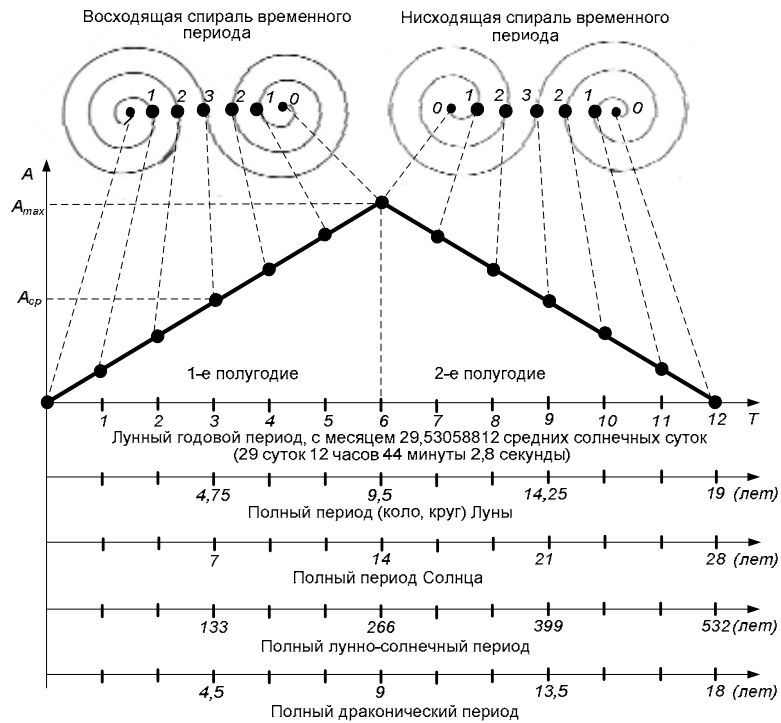 Восходящая спираль временного периода
Нисходящая спираль временного периода
1 2 3 2 1 0
0 1 2 3 2 1 0
A
Amax
Aср
1-е полугодие
2-е полугодие
1 2 3 4 5 6 7 8 9 10 11 12 T
Лунный годовой период, с месяцем 29,53058812 средних солнечных суток
(29 суток 12 часов 44 минуты 2,8 секунды)
4,75 9,5 14,25 19 (лет)
Полный период (коло, круг) Луны
7 14 21 28 (лет)
Полный период Солнца
133 266 399 532 (лет)
Полный лунно-солнечный период
4,5 9 13,5 18 (лет)
Полный драконический период